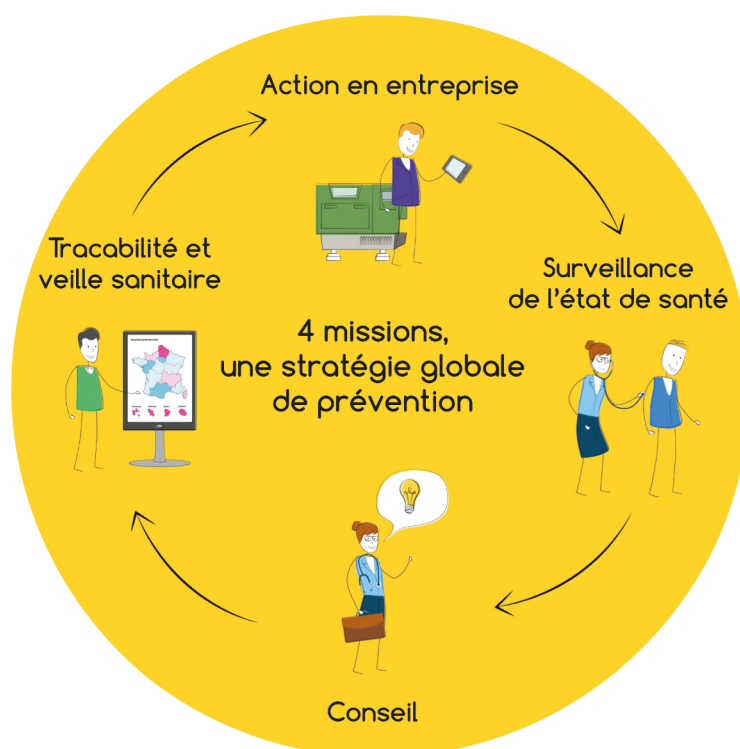 Action en entreprise
Surveillance
de l'état de santé
Conseil
Tracabilité et
veille sanitaire
4 missions,
une stratégie globale
de prévention